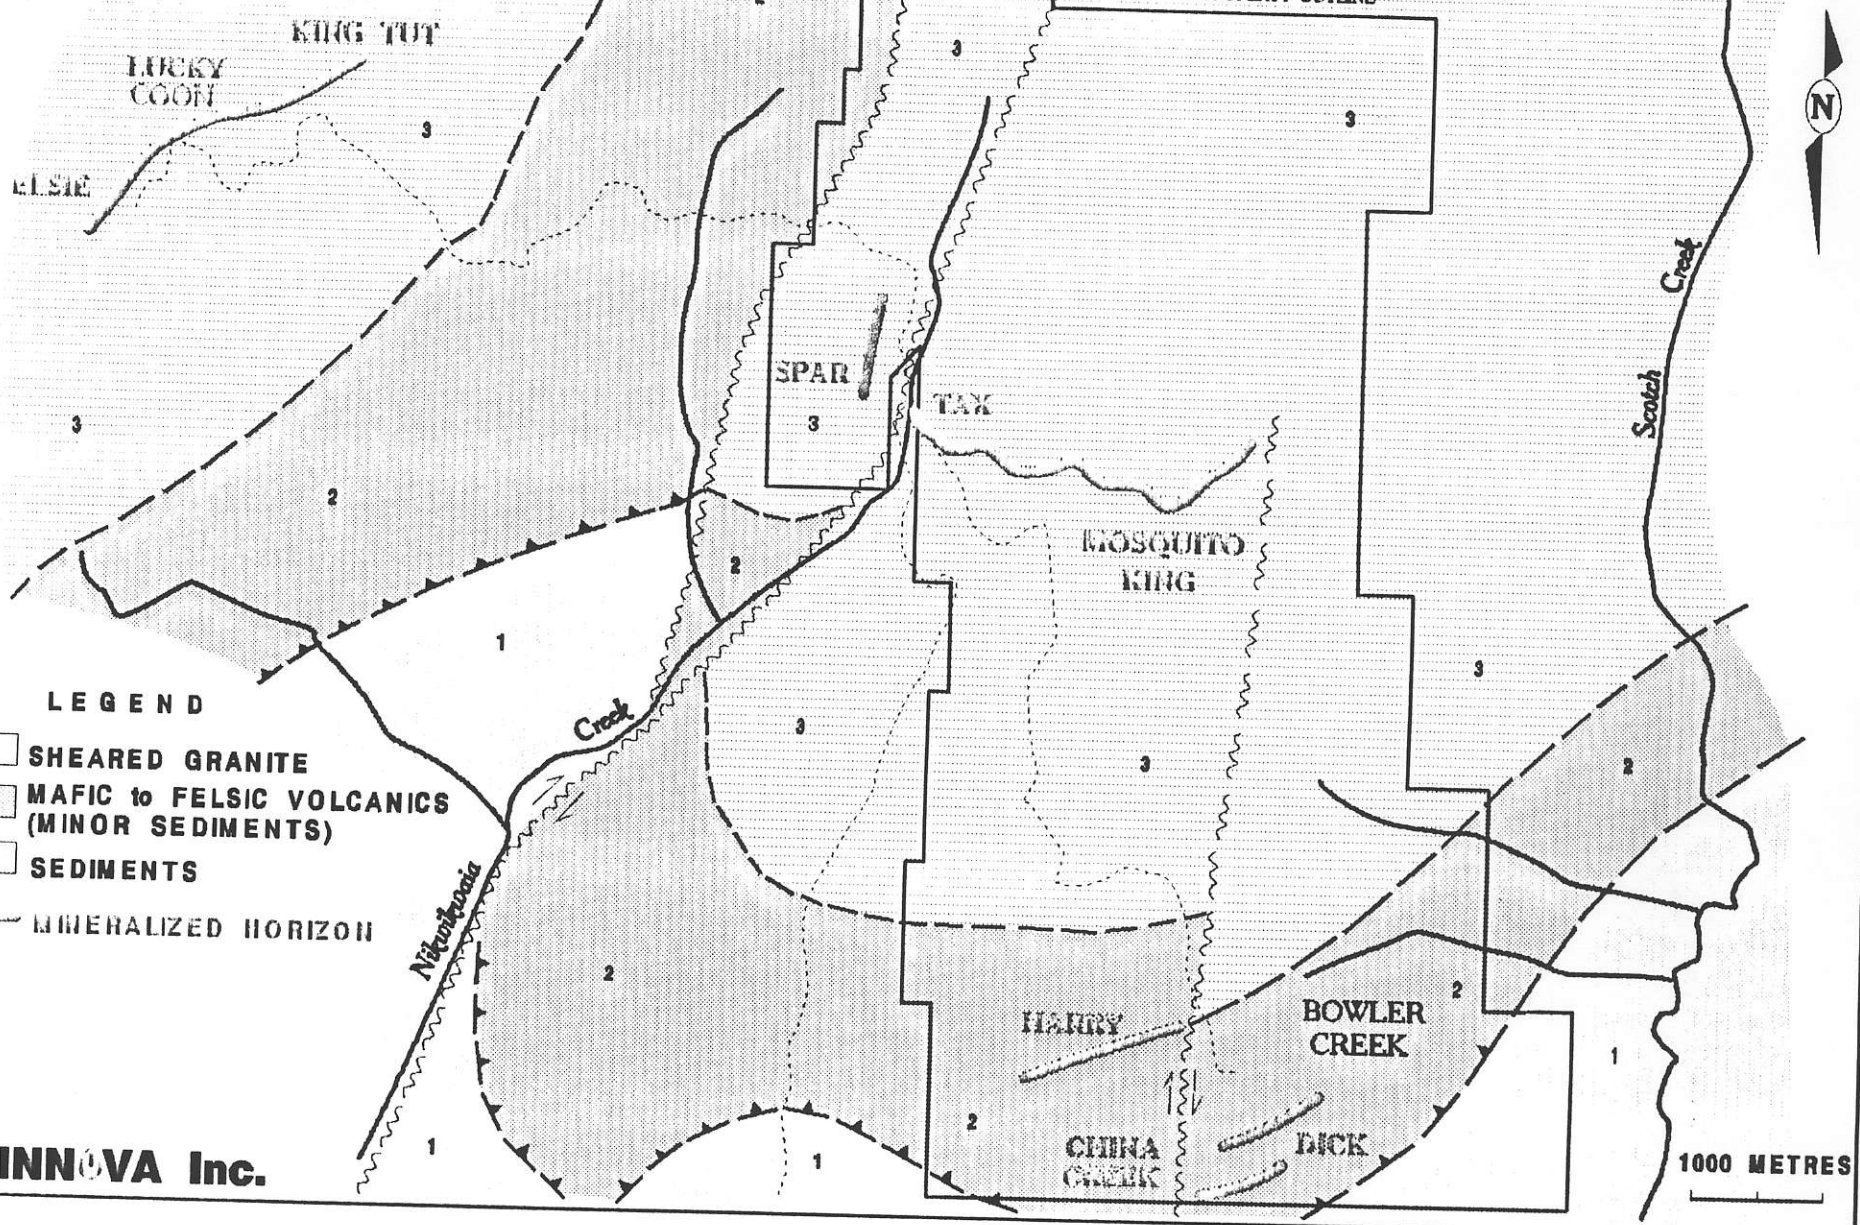 KING TUT
LUCKY
COON
ELSIE
3
2
3
3
3
N
SPAR
3
TAX
Creek
Scotch
3
2
2
1
MOSQUITO
KING
3
3
3
2
Creek
Nikwikwaia
LEGEND
SHEARED GRANITE
MAFIC to FELSIC VOLCANICS
(MINOR SEDIMENTS)
SEDIMENTS
MINERALIZED HORIZON
2
HARRY
BOWLER
CREEK
2
1
2
CHINA
CREEK
DICK
1
1
INNOVA Inc.
1000 METRES